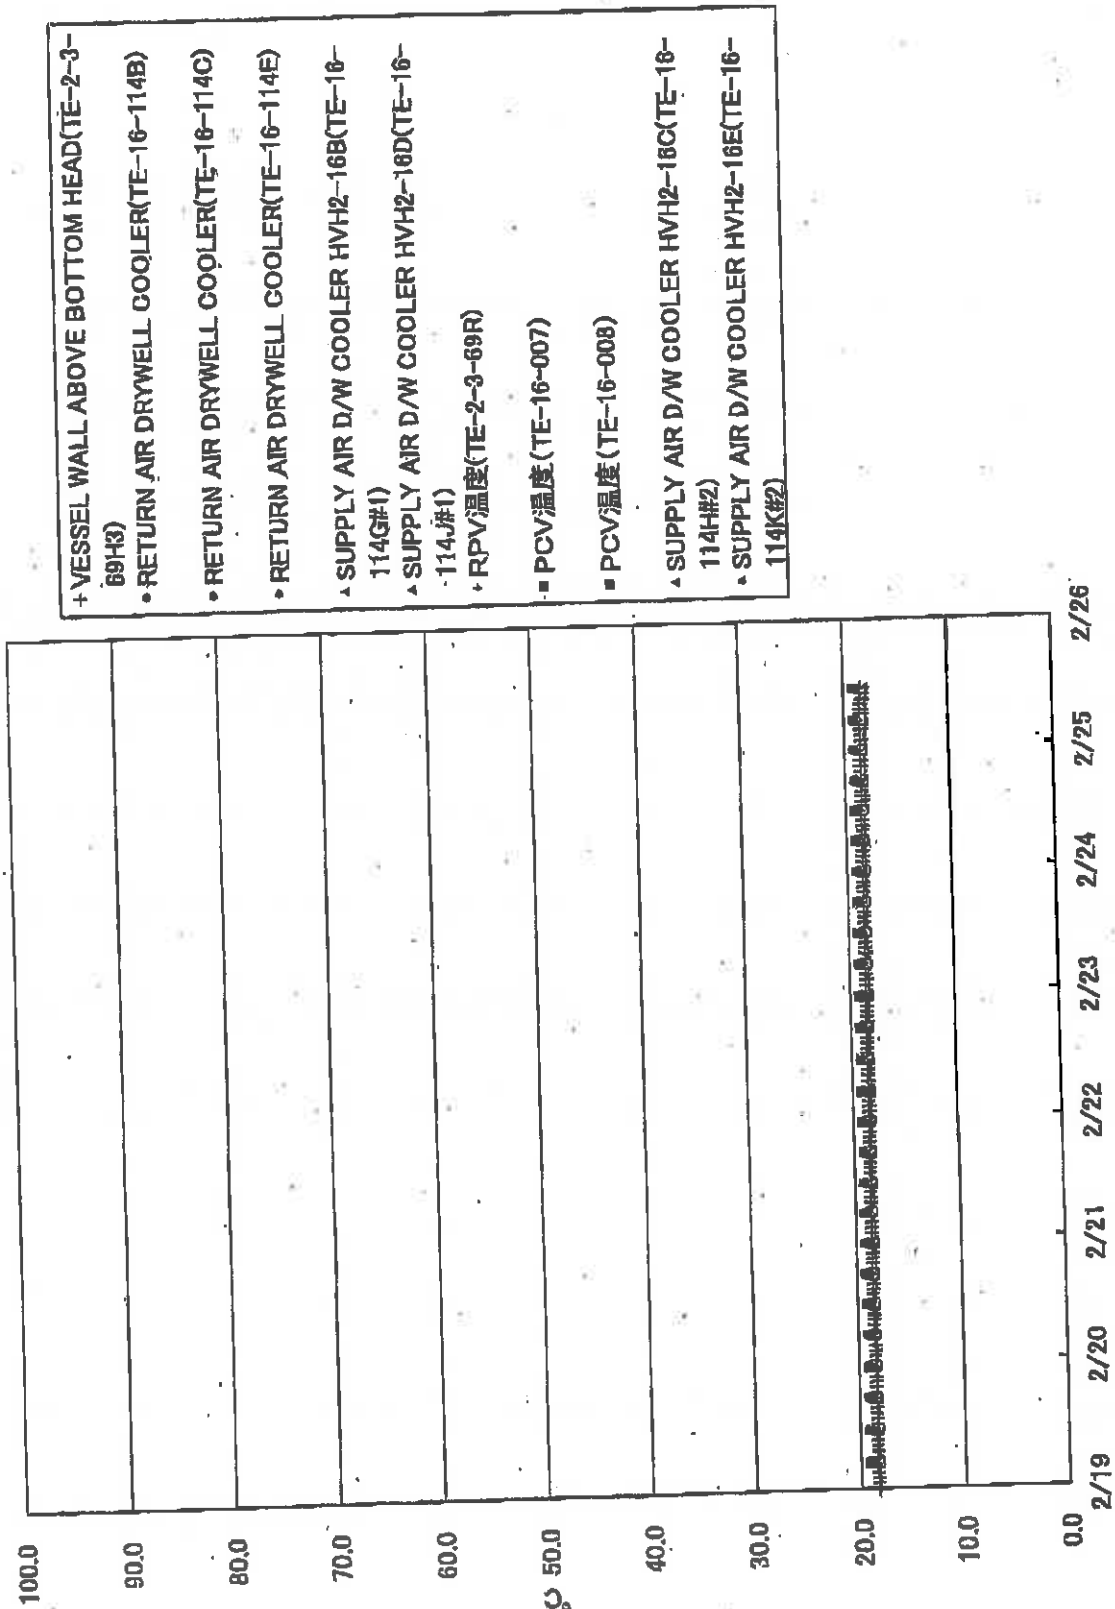 100.0
90.0
80.0
70.0
60.0
℃ 50.0
40.0
30.0
20.0
10.0
0.0
2/19
2/20
2/21
2/22
2/23
2/24
2/25
2/26
+ VESSEL WALL ABOVE BOTTOM HEAD(TE-2-3-
69H3)
• RETURN AIR DRYWELL COOLER(TE-16-114B)
• RETURN AIR DRYWELL COOLER(TE-16-114C)
• RETURN AIR DRYWELL COOLER(TE-16-114E)
▲ SUPPLY AIR D/W COOLER HVH2-16B(TE-16-
114G#1)
▲ SUPPLY AIR D/W COOLER HVH2-16D(TE-16-
114J#1)
+ RPV温度(TE-2-3-69R)
■ PCV温度(TE-16-007)
■ PCV温度(TE-16-008)
▲ SUPPLY AIR D/W COOLER HVH2-16C(TE-16-
114H#2)
▲ SUPPLY AIR D/W COOLER HVH2-16E(TE-16-
114K#2)